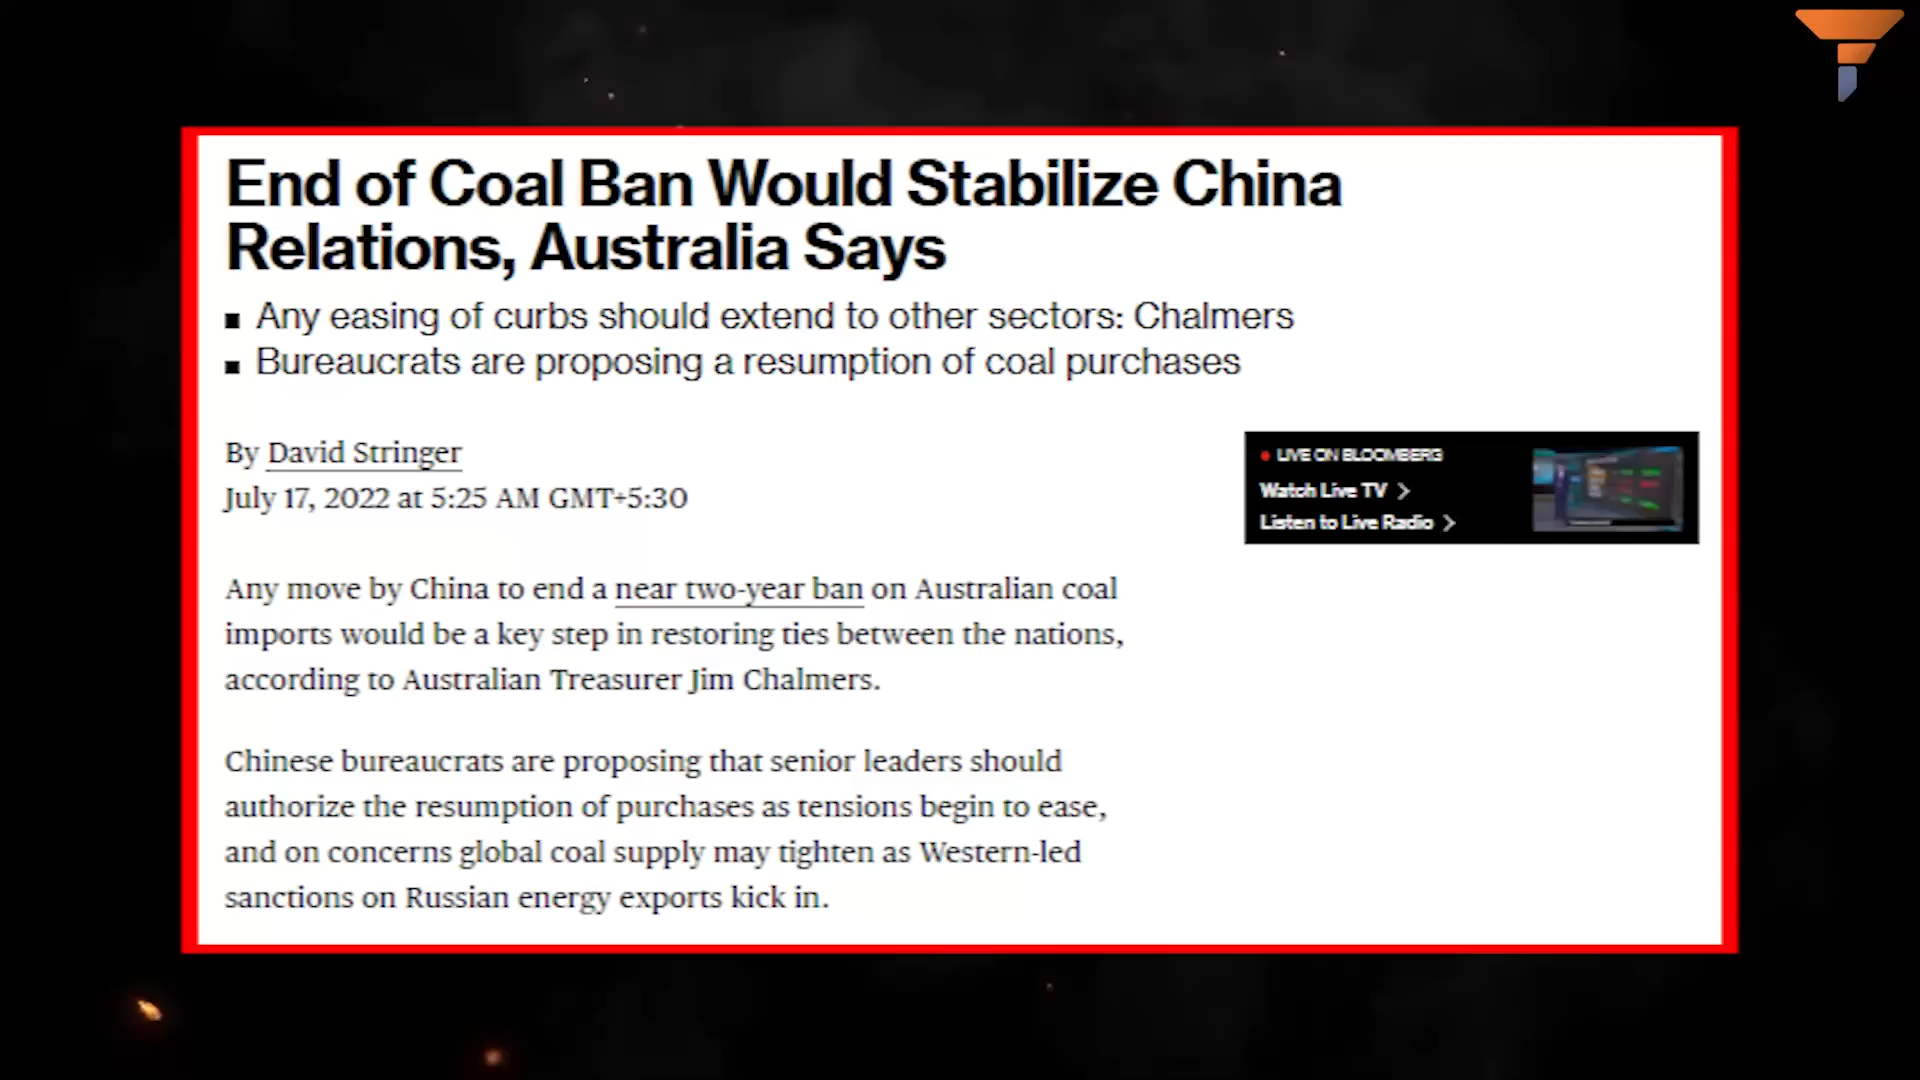 End of Coal Ban Would Stabilize China
Relations, Australia Says
▪ Any easing of curbs should extend to other sectors: Chalmers
▪ Bureaucrats are proposing a resumption of coal purchases
By David Stringer
July 17, 2022 at 5:25 AM GMT+5:30
LIVE ON BLOOMBERG
Watch Live TV >
Listen to Live Radio >
Any move by China to end a near two-year ban on Australian coal
imports would be a key step in restoring ties between the nations,
according to Australian Treasurer Jim Chalmers.
Chinese bureaucrats are proposing that senior leaders should
authorize the resumption of purchases as tensions begin to ease,
and on concerns global coal supply may tighten as Western-led
sanctions on Russian energy exports kick in.